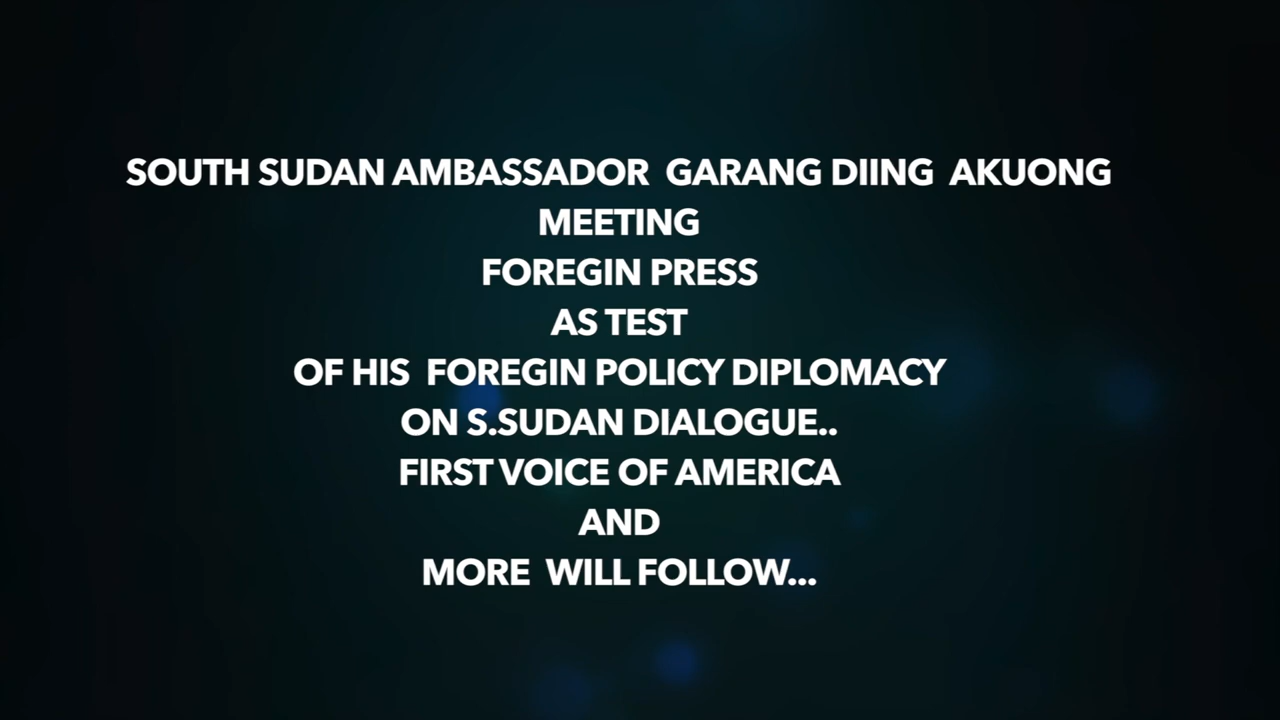 SOUTH SUDAN AMBASSADOR GARANG DIING AKUONG
MEETING
FOREGIN PRESS
AS TEST
OF HIS FOREGIN POLICY DIPLOMACY
ON S.SUDAN DIALOGUE..
FIRST VOICE OF AMERICA
AND
MORE WILL FOLLOW...